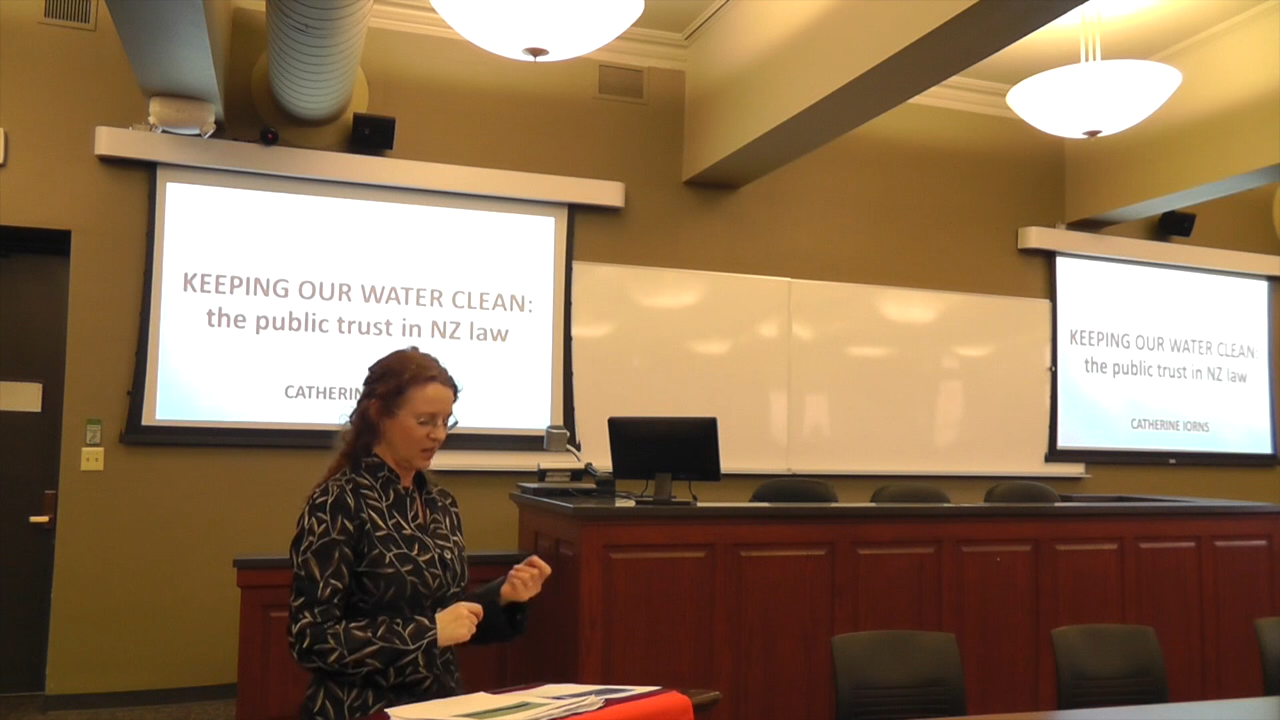 KEEPING OUR WATER CLEAN:
the public trust in NZ law
CATHERIN
KEEPING OUR WATER CLEAN:
the public trust in NZ law
CATHERINE IORNS